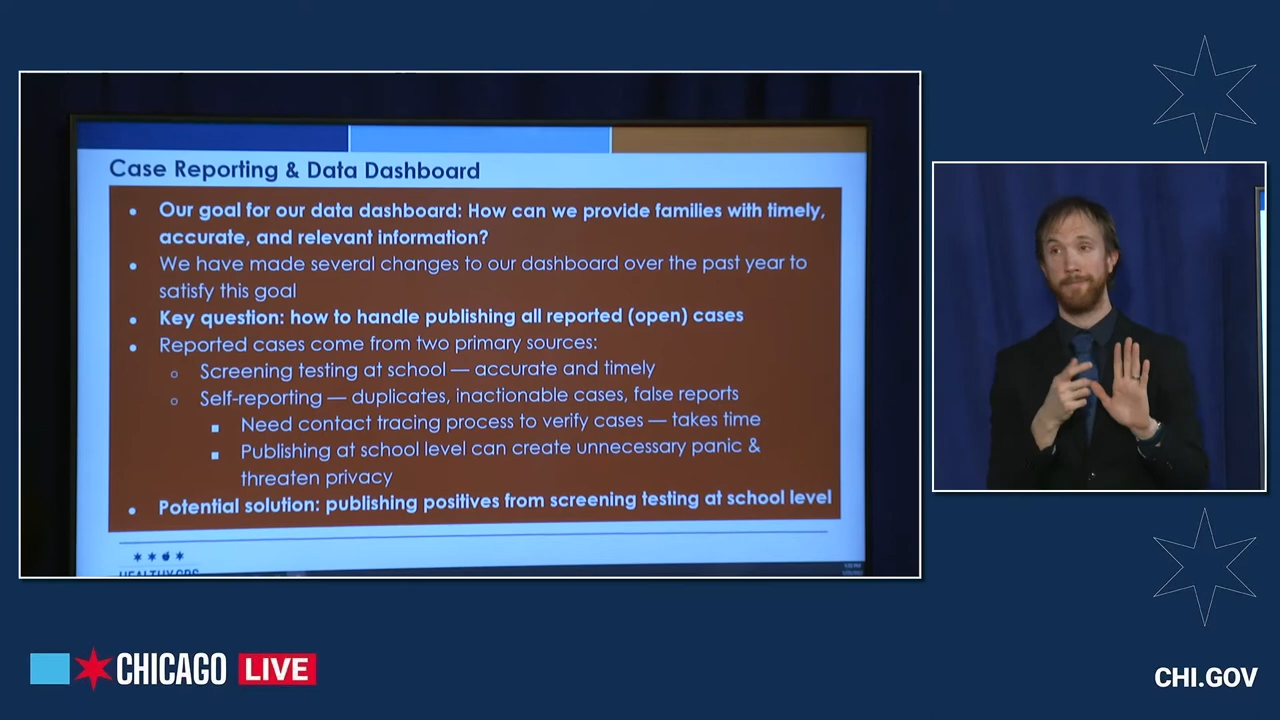 Case Reporting & Data Dashboard
• Our goal for our data dashboard: How can we provide families with timely,
accurate, and relevant information?
• We have made several changes to our dashboard over the past year to
satisfy this goal
• Key question: how to handle publishing all reported (open) cases
• Reported cases come from two primary sources:
○ Screening testing at school — accurate and timely
○ Self-reporting — duplicates, inactionable cases, false reports
■ Need contact tracing process to verify cases — takes time
■ Publishing at school level can create unnecessary panic &
threaten privacy
• Potential solution: publishing positives from screening testing at school level
HEALTHY CPS
CHICAGO LIVE
CHI.GOV